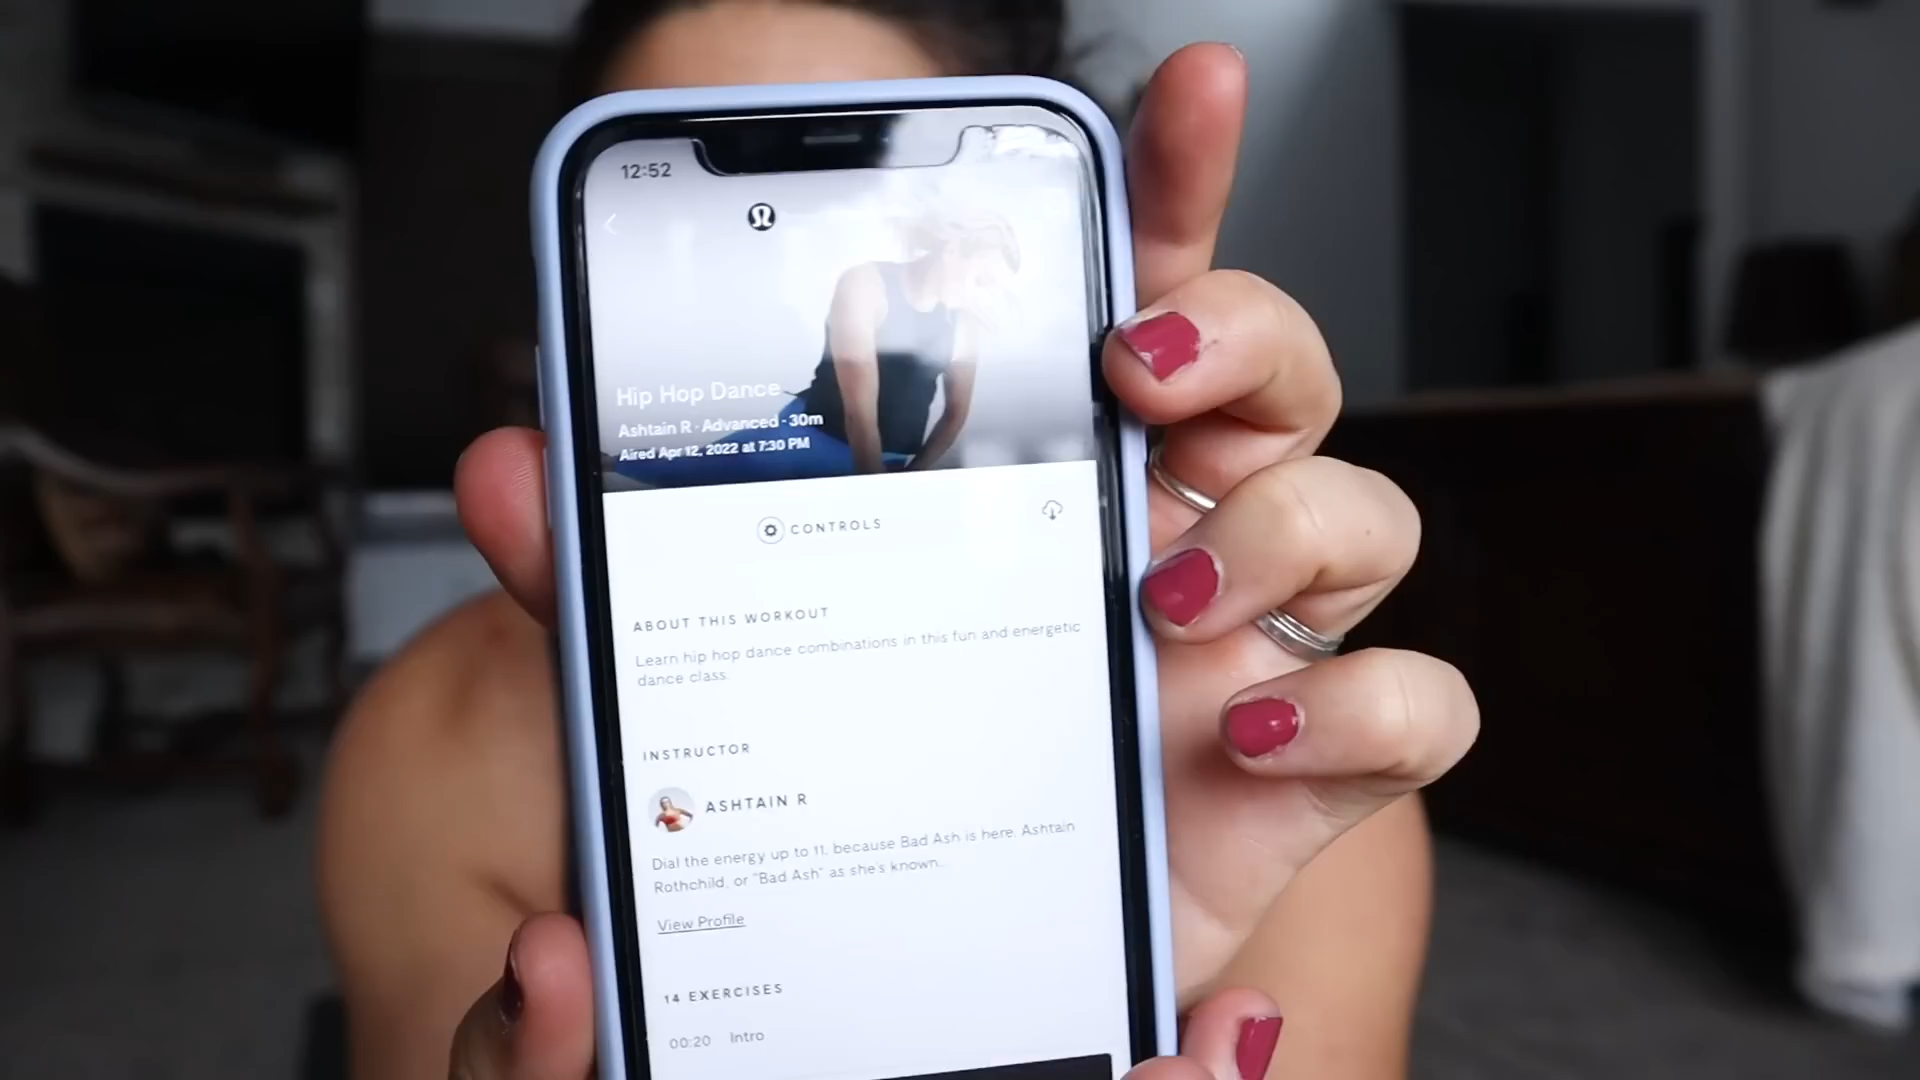 12:52
Hip Hop Dance
Ashtain R · Advanced · 30m
Aired Apr 12, 2022 at 7:30 PM
CONTROLS
ABOUT THIS WORKOUT
Learn hip hop dance combinations in this fun and energetic
dance class.
INSTRUCTOR
ASHTAIN R
Dial the energy up to 11, because Bad Ash is here. Ashtain
Rothchild, or "Bad Ash" as she's known...
View Profile
14 EXERCISES
00:20 Intro